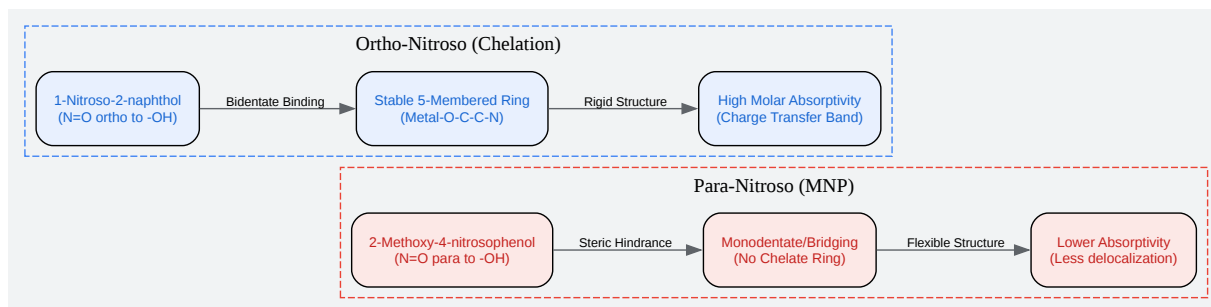 Ortho-Nitroso (Chelation)
1-Nitroso-2-naphthol
(N=O ortho to -OH)
Bidentate Binding
Stable 5-Membered Ring
(Metal-O-C-C-N)
Rigid Structure
High Molar Absorptivity
(Charge Transfer Band)
Para-Nitroso (MNP)
2-Methoxy-4-nitrosophenol
(N=O para to -OH)
Steric Hindrance
Monodentate/Bridging
(No Chelate Ring)
Flexible Structure
Lower Absorptivity
(Less delocalization)